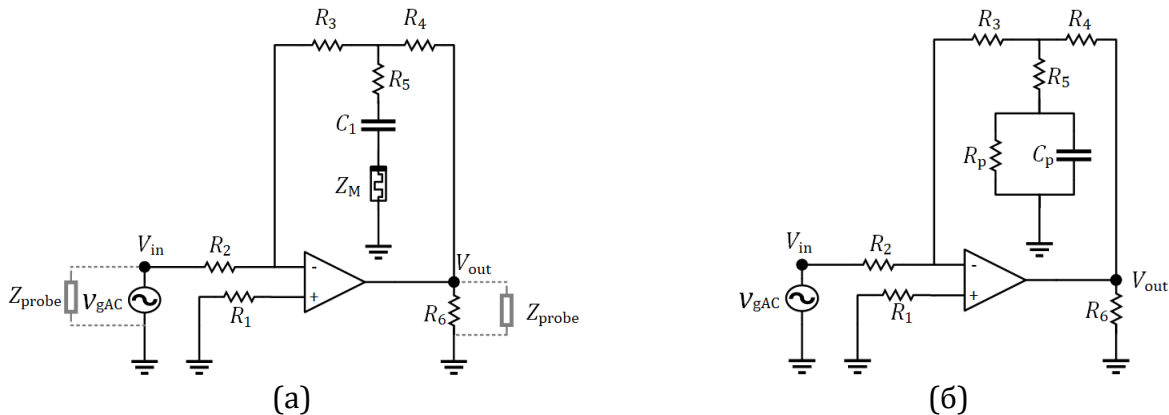 R3 R4
R5
C1
ZM
Vin
R2
Zprobe
vgAC
-
+
R1
Vout
R6
Zprobe
(а)
R3 R4
R5
Rp
Cp
Vin
R2
vgAC
-
+
R1
Vout
R6
(б)